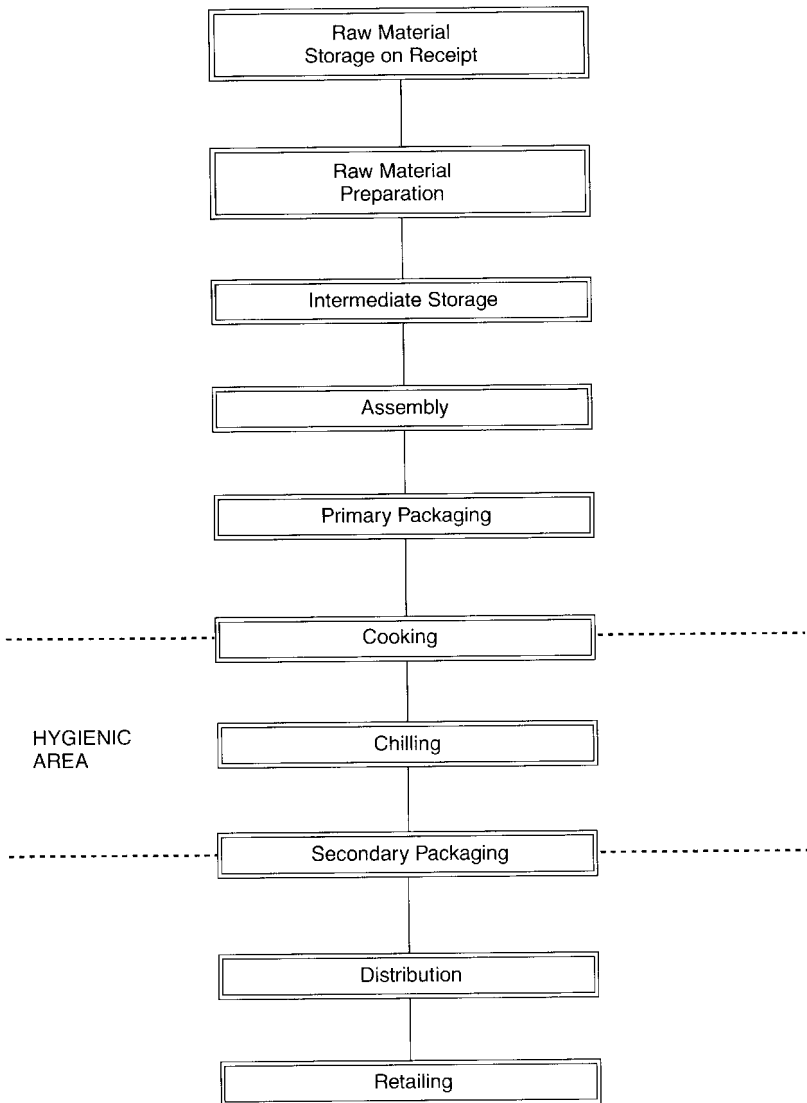 Raw Material
Storage on Receipt
Raw Material
Preparation
Intermediate Storage
Assembly
Primary Packaging
Cooking
HYGIENIC
AREA
Chilling
Secondary Packaging
Distribution
Retailing